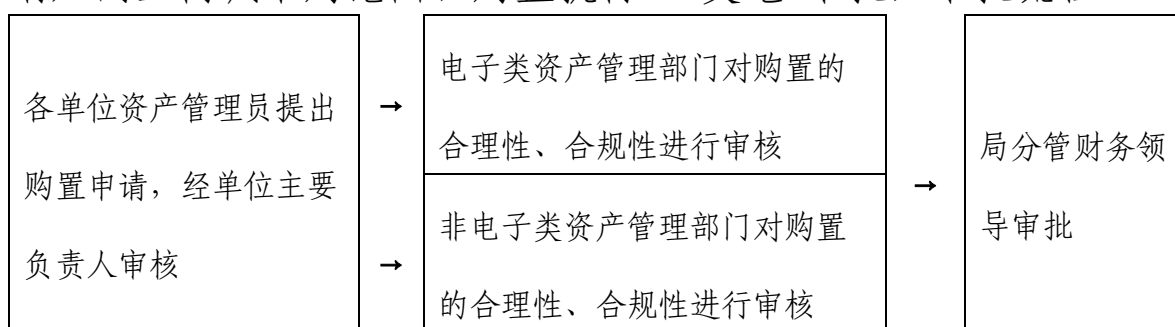 各单位资产管理员提出
购置申请，经单位主要
负责人审核
→
→
电子类资产管理部门对购置的
合理性、合规性进行审核
非电子类资产管理部门对购置
的合理性、合规性进行审核
→
局分管财务领
导审批